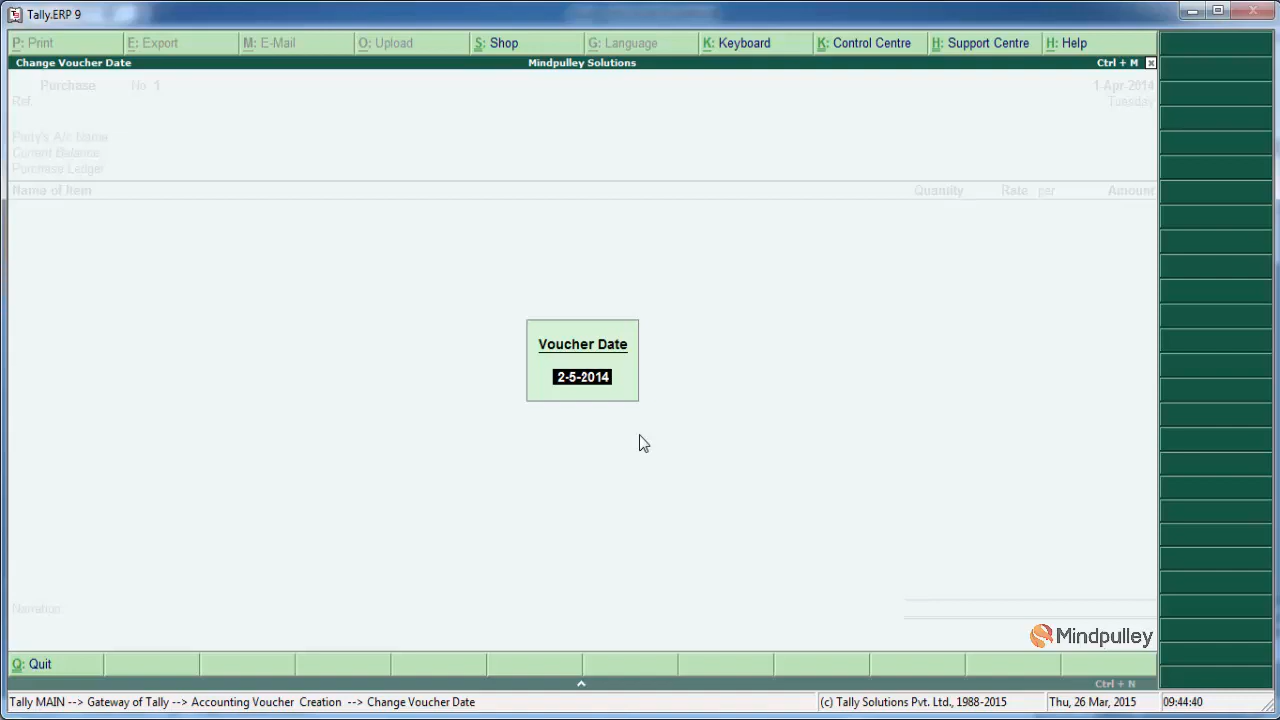 Tally.ERP 9
P: Print E: Export M: E-Mail O: Upload S: Shop G: Language K: Keyboard K: Control Centre H: Support Centre H: Help
Change Voucher Date Mindpulley Solutions Ctrl + M
Purchase No. 1 1-Apr-2014
Ref. Tuesday
Party's A/c Name
Current Balance
Purchase Ledger
Name of Item Quantity Rate per Amount
Voucher Date
2-5-2014
Narration:
Mindpulley
Q: Quit
Ctrl + N
Tally MAIN --> Gateway of Tally --> Accounting Voucher Creation --> Change Voucher Date (c) Tally Solutions Pvt. Ltd., 1988-2015 Thu, 26 Mar, 2015 09:44:40